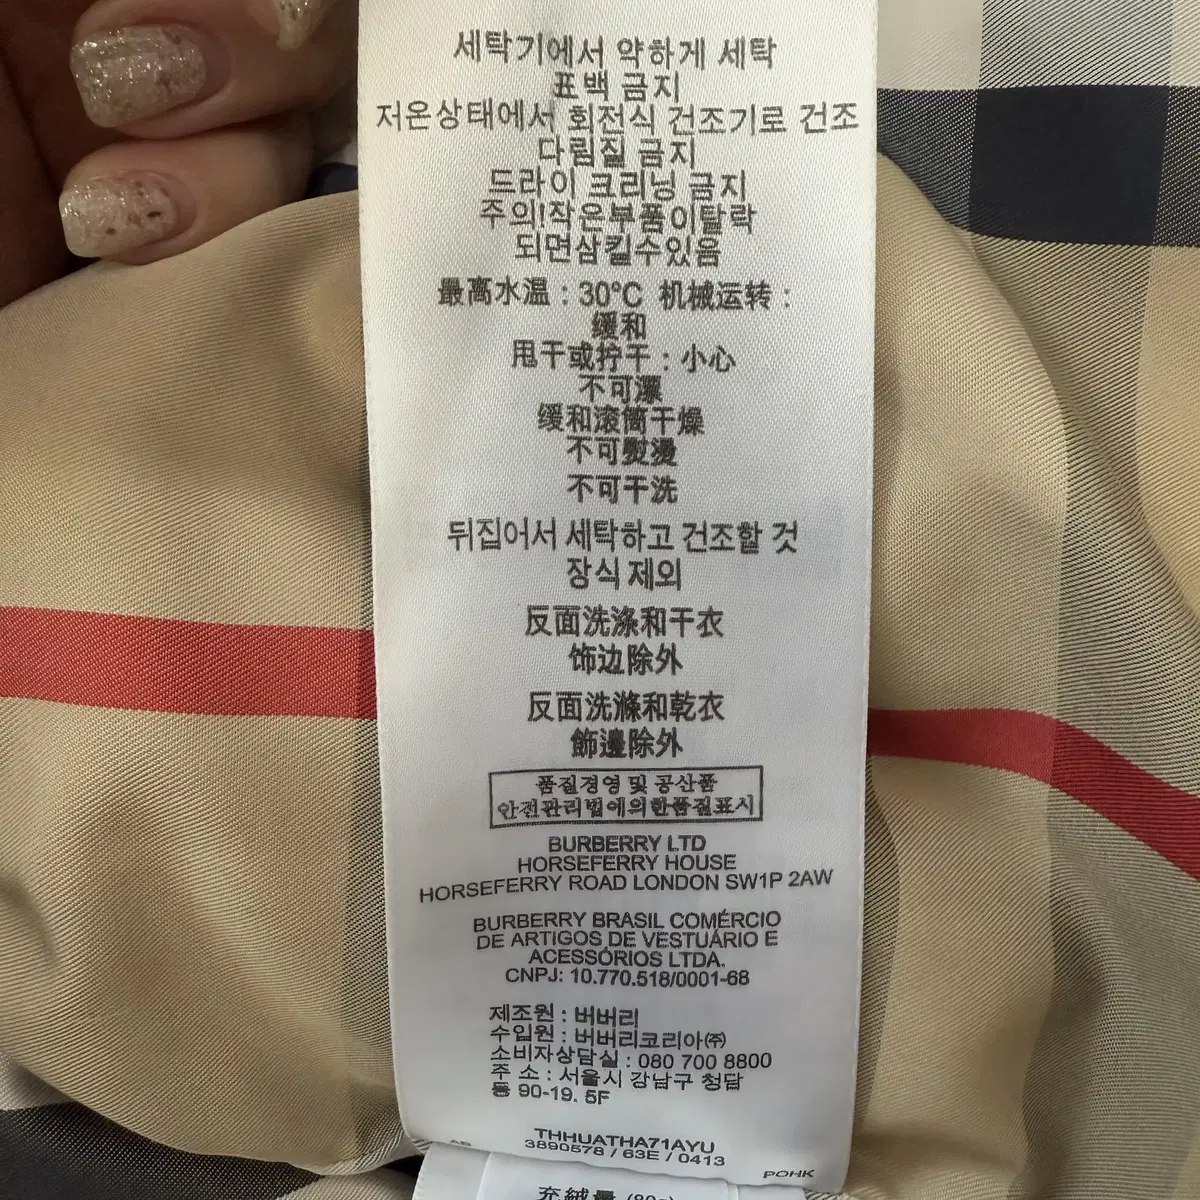 세탁기에서 약하게 세탁
표백 금지
저온상태에서 회전식 건조기로 건조
다림질 금지
드라이 크리닝 금지
주의!작은부품이탈락
되면삼킬수있음
最高水温 : 30°C 机械运转 :
缓和
甩干或拧干 : 小心
不可漂
缓和滚筒干燥
不可熨烫
不可干洗
뒤집어서 세탁하고 건조할 것
장식 제외
反面洗涤和干衣
饰边除外
反面洗滌和乾衣
飾邊除外
품질경영 및 공산품
안전관리법에의한품질표시
BURBERRY LTD
HORSEFERRY HOUSE
HORSEFERRY ROAD LONDON SW1P 2AW
BURBERRY BRASIL COMÉRCIO
DE ARTIGOS DE VESTUÁRIO E
ACESSÓRIOS LTDA.
CNPJ: 10.770.518/0001-68
제조원 : 버버리
수입원 : 버버리코리아㈜
소비자상담실 : 080 700 8800
주 소 : 서울시 강남구 청담
동 90-19. 5F
THHUATHA71AYU
3890578 / 63E / 0413
POHK
充絨量